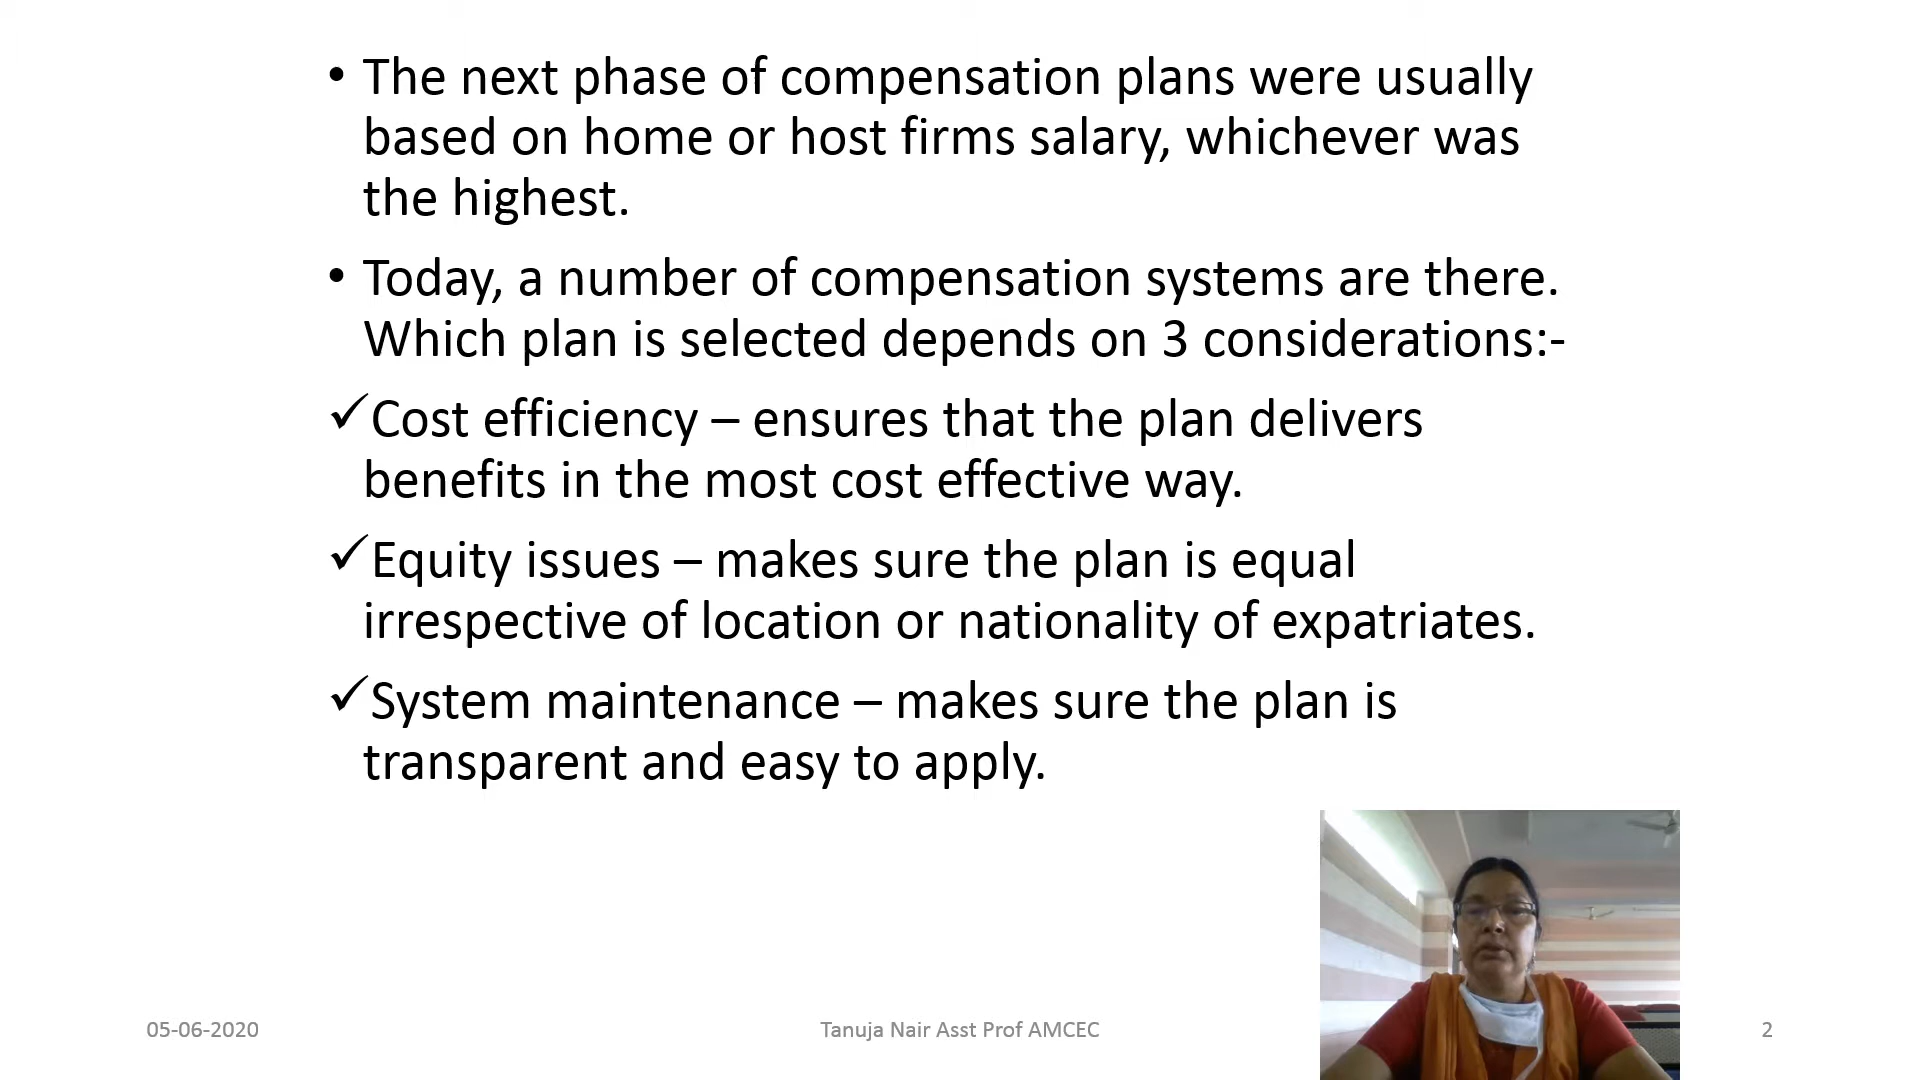 • The next phase of compensation plans were usually
based on home or host firms salary, whichever was
the highest.
• Today, a number of compensation systems are there.
Which plan is selected depends on 3 considerations:-
✓Cost efficiency – ensures that the plan delivers
benefits in the most cost effective way.
✓Equity issues – makes sure the plan is equal
irrespective of location or nationality of expatriates.
✓System maintenance – makes sure the plan is
transparent and easy to apply.
05-06-2020
Tanuja Nair Asst Prof AMCEC
2